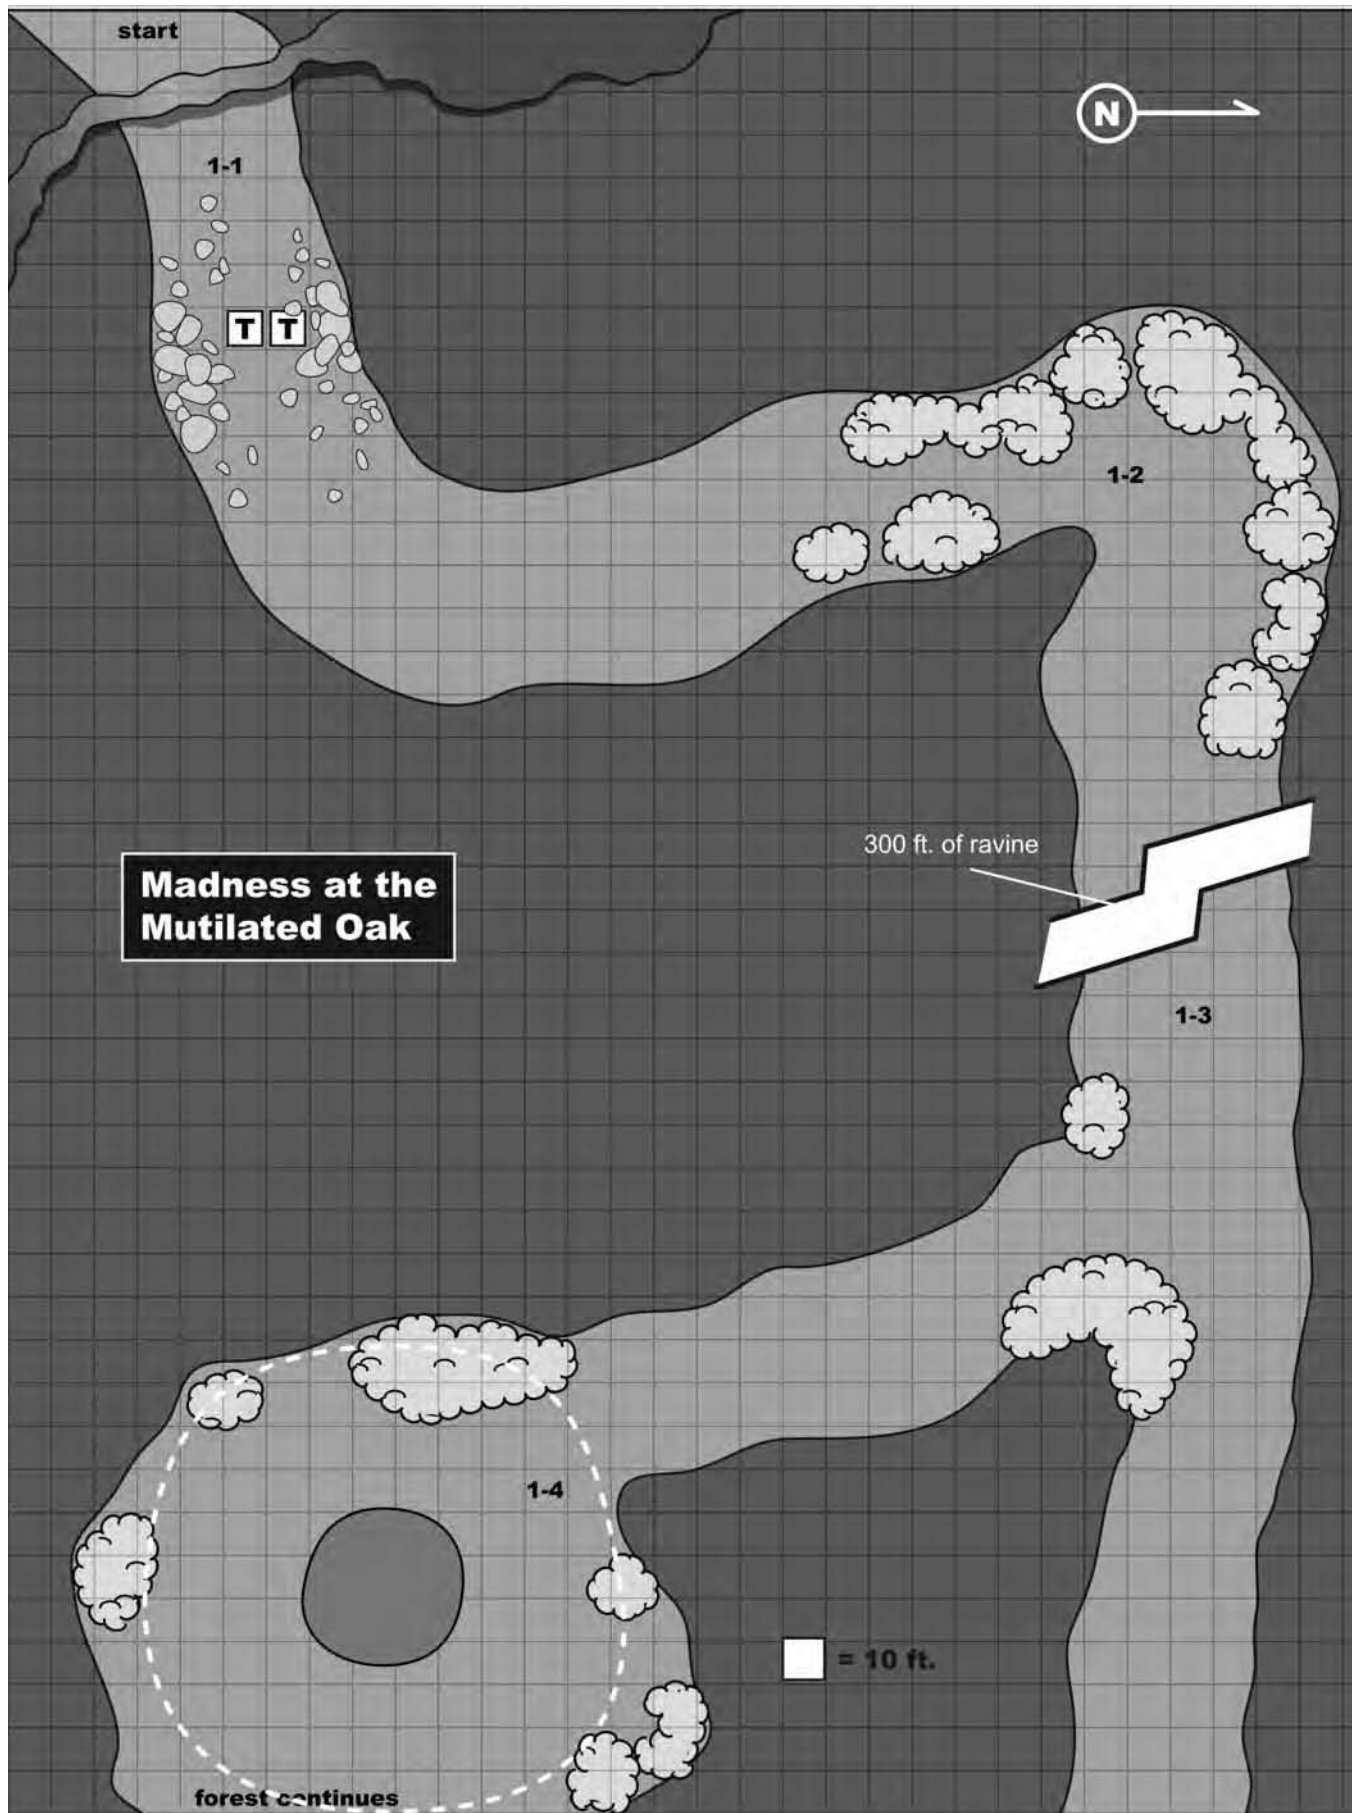 start
N
1-1
T T
1-2
300 ft. of ravine
Madness at the
Mutilated Oak
1-3
1-4
= 10 ft.
forest continues